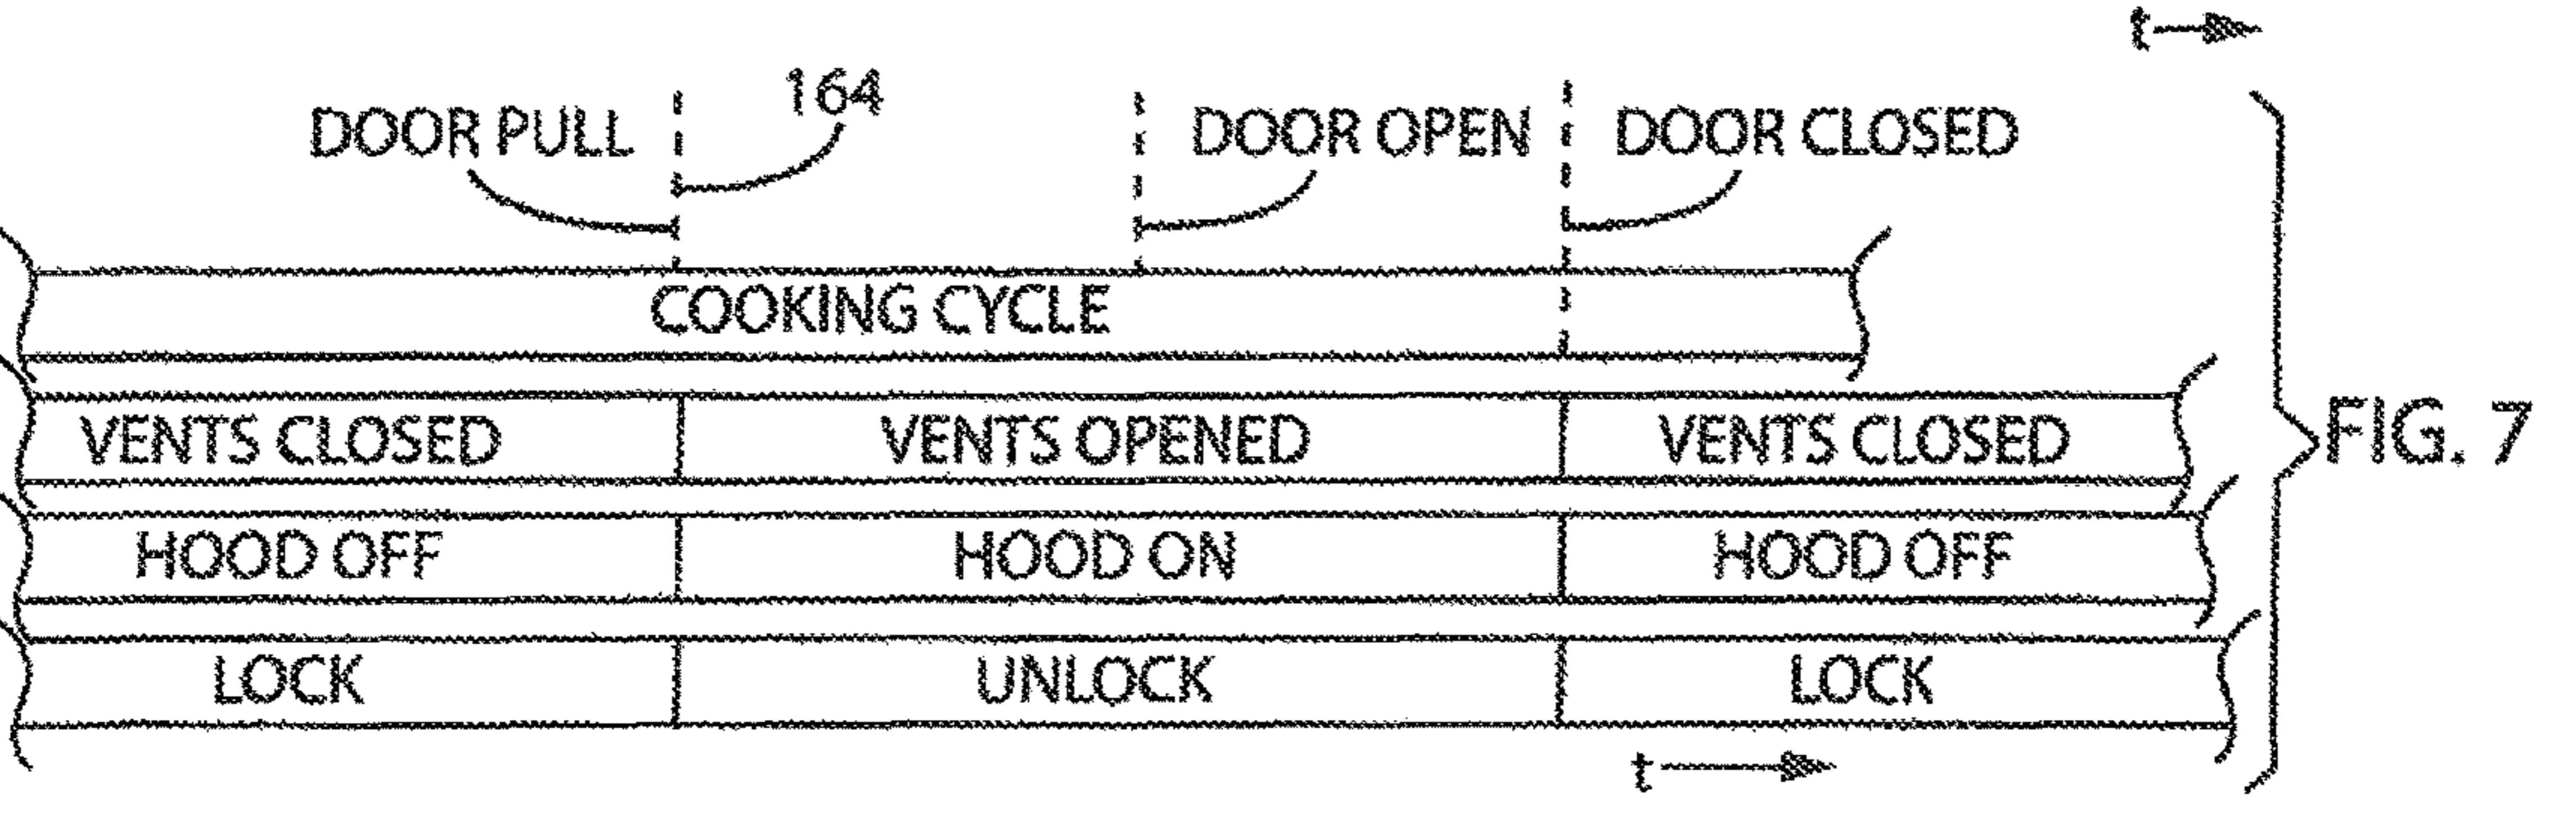 t
164
DOOR PULL DOOR OPEN DOOR CLOSED
COOKING CYCLE
VENTS CLOSED VENTS OPENED VENTS CLOSED
FIG. 7
HOOD OFF HOOD ON HOOD OFF
LOCK UNLOCK LOCK
t